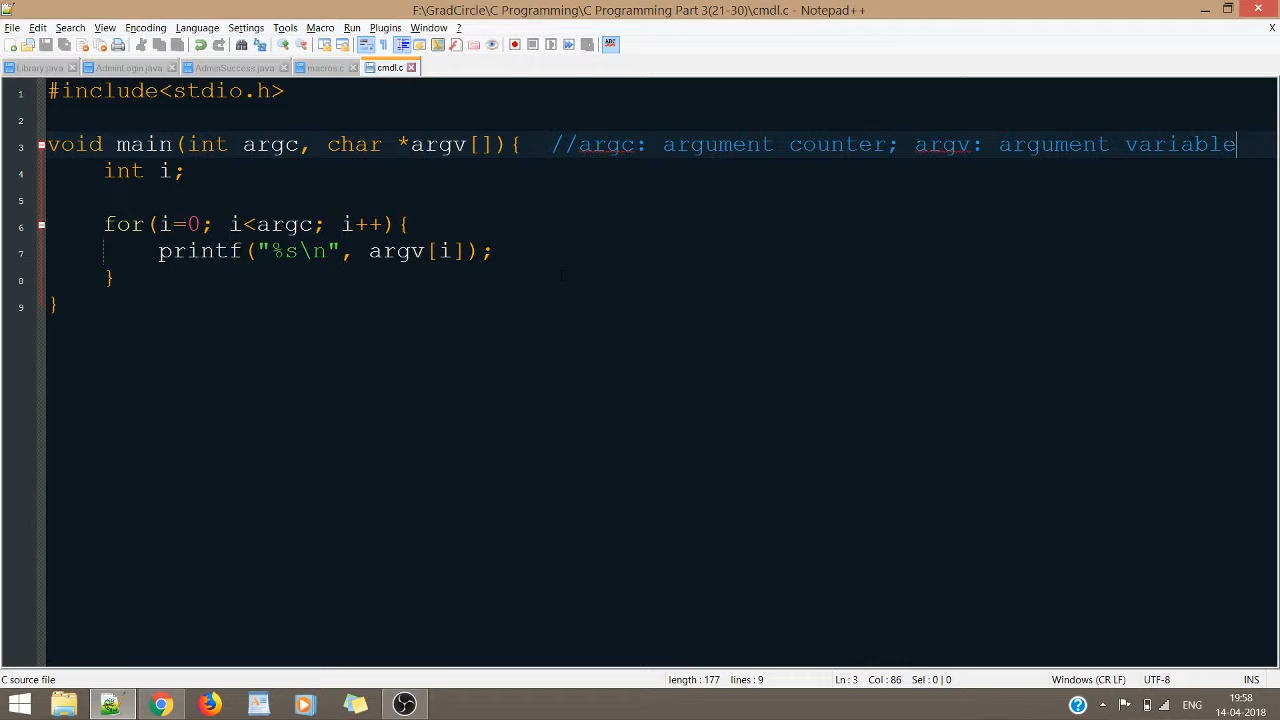 F:\GradCircle\C Programming\C Programming Part 3(21-30)\cmdl.c - Notepad++
File Edit Search View Encoding Language Settings Tools Macro Run Plugins Window ?
X
Library.java AdminLogin.java AdminSuccess.java macros.c cmdl.c
1 #include<stdio.h>
2
3 void main(int argc, char *argv[]){ //argc: argument counter; argv: argument variable
4 int i;
5
6 for(i=0; i<argc; i++){
7 printf("%s\n", argv[i]);
8 }
9 }
C source file length : 177 lines : 9 Ln : 3 Col : 86 Sel : 0 | 0 Windows (CR LF) UTF-8 INS
ENG 19:58
14-04-2018